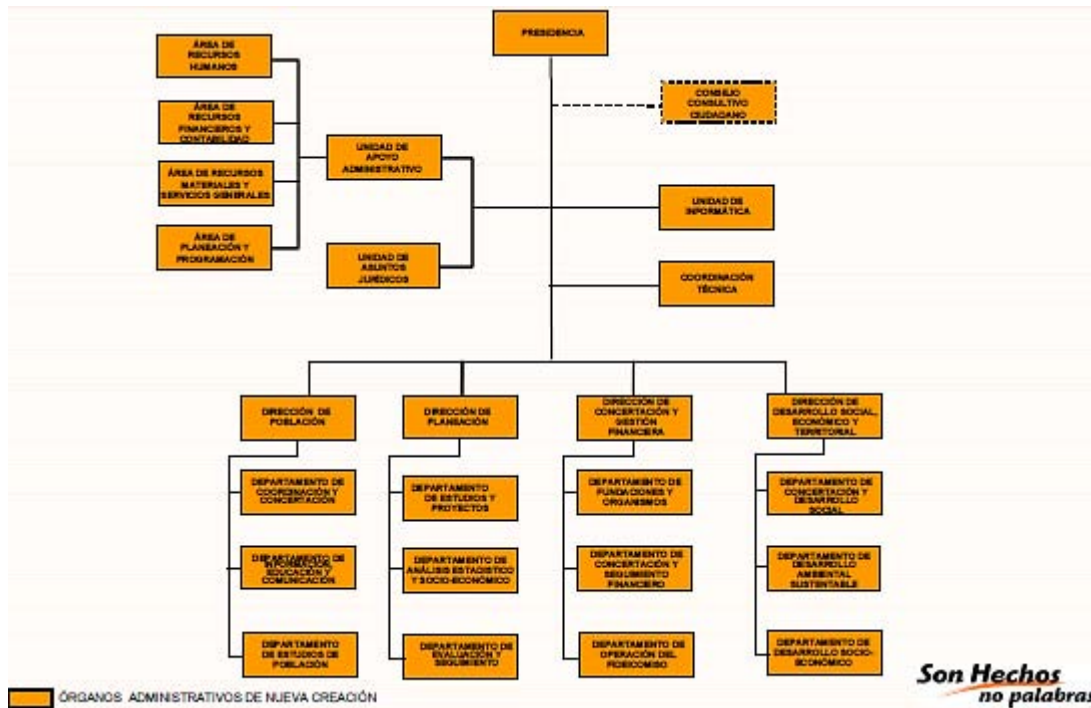 PRESIDENCIA
ÁREA DE
RECURSOS
HUMANOS
CONSEJO
CONSULTIVO
CIUDADANO
ÁREA DE
RECURSOS
FINANCIEROS Y
CONTABILIDAD
UNIDAD DE
APOYO
ADMINISTRATIVO
ÁREA DE RECURSOS
MATERIALES Y
SERVICIOS GENERALES
UNIDAD DE
INFORMÁTICA
ÁREA DE
PLANEACIÓN Y
PROGRAMACIÓN
UNIDAD DE
ASUNTOS
JURÍDICOS
COORDINACIÓN
TÉCNICA
DIRECCIÓN DE
POBLACIÓN
DIRECCIÓN DE
PLANEACIÓN
DIRECCIÓN DE
CONCERTACIÓN Y
GESTIÓN
FINANCIERA
DIRECCIÓN DE
DESARROLLO SOCIAL,
ECONÓMICO Y
TERRITORIAL
DEPARTAMENTO DE
COORDINACIÓN Y
CONCERTACIÓN
DEPARTAMENTO
DE ESTUDIOS Y
PROYECTOS
DEPARTAMENTO DE
FUNDACIONES Y
ORGANISMOS
DEPARTAMENTO DE
CONCERTACIÓN Y
DESARROLLO
SOCIAL
DEPARTAMENTO DE
INFORMACIÓN,
EDUCACIÓN Y
COMUNICACIÓN
DEPARTAMENTO DE
ANÁLISIS ESTADÍSTICO
Y SOCIO-ECONÓMICO
DEPARTAMENTO DE
CONCERTACIÓN Y
SEGUIMIENTO
FINANCIERO
DEPARTAMENTO DE
DESARROLLO
AMBIENTAL
SUSTENTABLE
DEPARTAMENTO
DE ESTUDIOS DE
POBLACIÓN
DEPARTAMENTO DE
EVALUACIÓN Y
SEGUIMIENTO
DEPARTAMENTO DE
OPERACIÓN DEL
FIDEICOMISO
DEPARTAMENTO DE
DESARROLLO SOCIO-
ECONÓMICO
ÓRGANOS ADMINISTRATIVOS DE NUEVA CREACIÓN
Son Hechos
no palabras